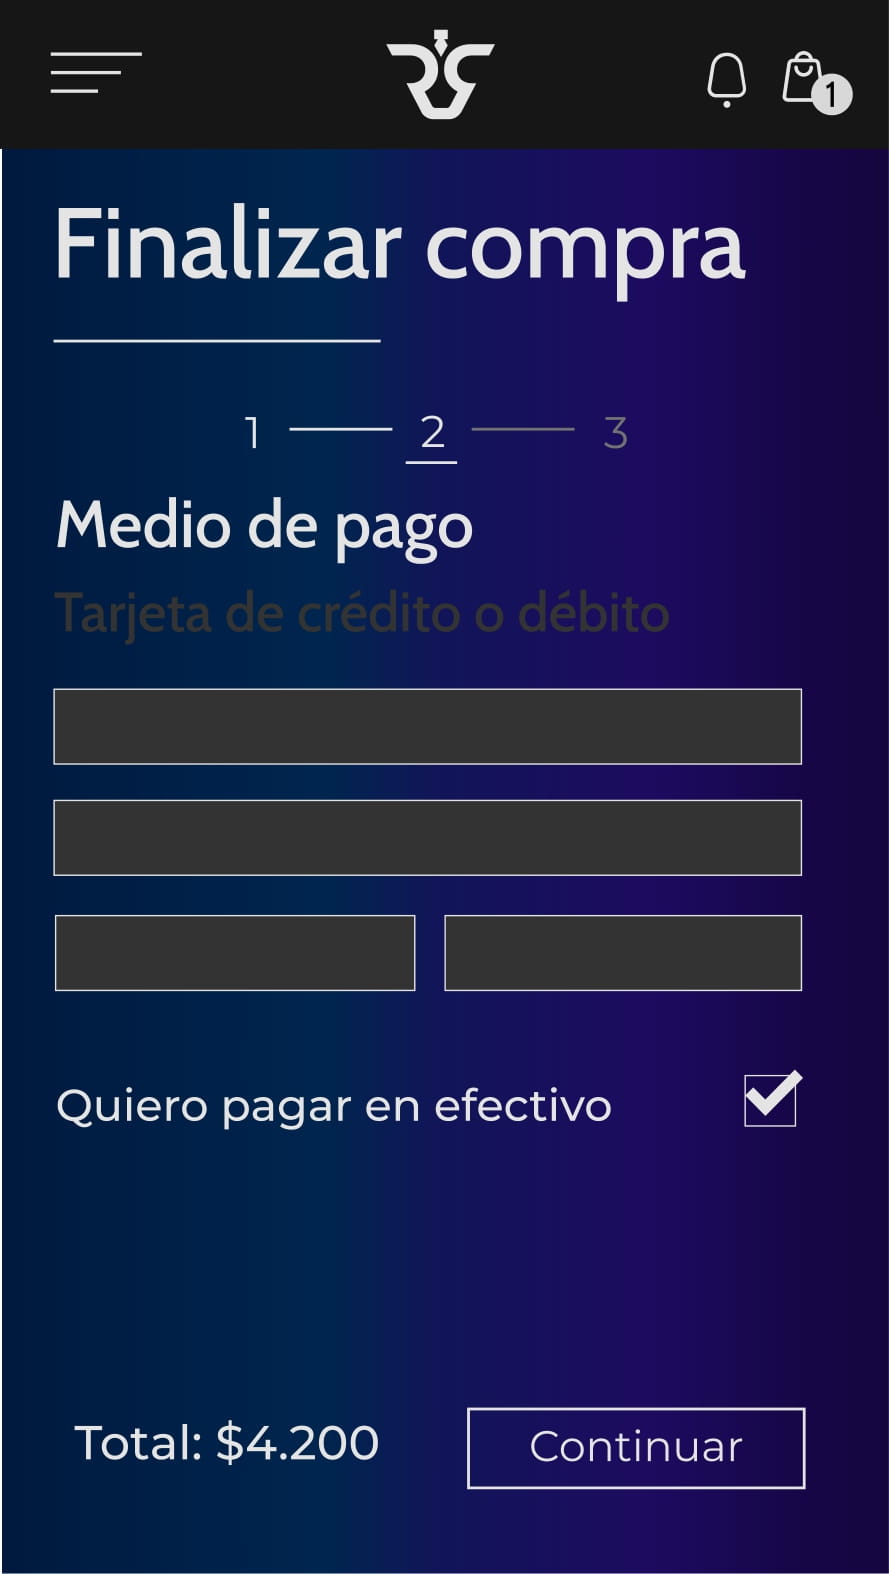 1
Finalizar compra
1 2 3
Medio de pago
Tarjeta de crédito o débito
Quiero pagar en efectivo
Total: $4.200
Continuar